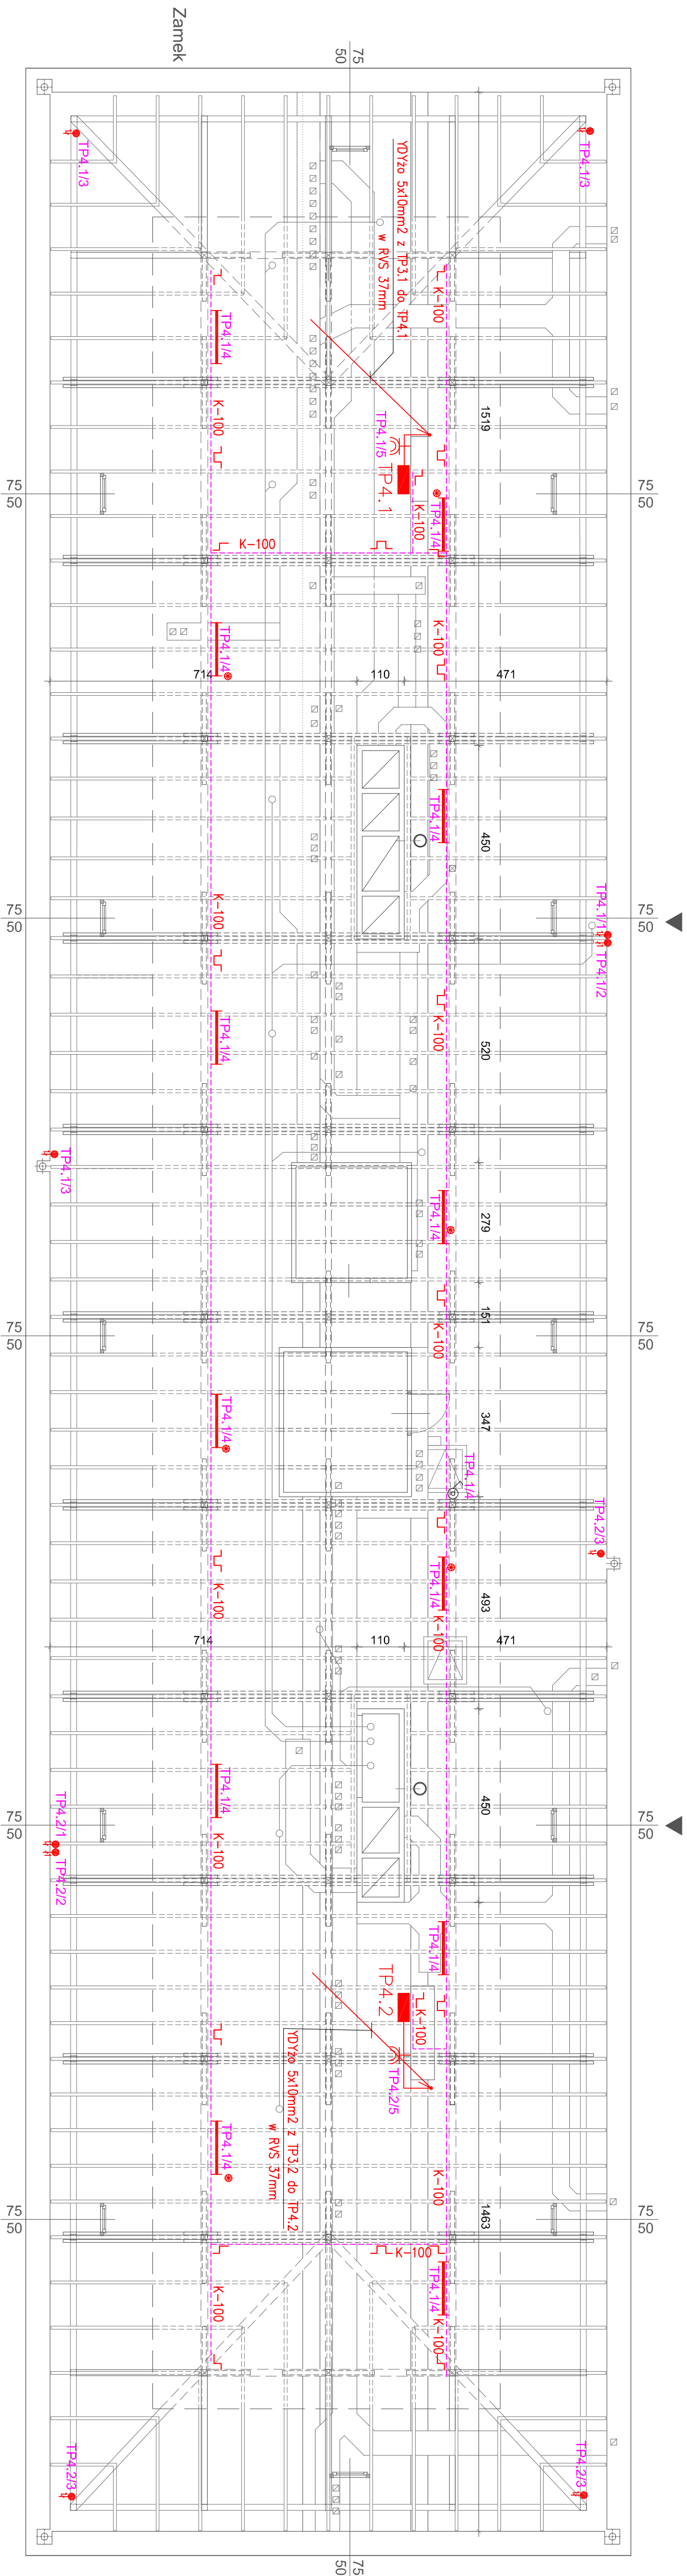 Zamek
75
50
TP4.1/3
TP4.1/3
YDYżo 5x10mm2 z TP3.1 do TP4.1
w RVS 37mm
K-100
TP4.1/4
K-100
1519
TP4.1/5
TP4.1
K-100
TP4.1/4
75
50
75
50
K-100
K-100
TP4.1/4
714
110
471
TP4.1/4
450
K-100
75
50
75
50
TP4.1/1
TP4.1/2
K-100
TP4.1/4
520
TP4.1/3
TP4.1/4
279
151
K-100
75
50
75
50
TP4.1/4
347
TP4.1/4
TP4.2/3
K-100
TP4.1/4
493
K-100
714
110
471
TP4.1/4
450
K-100
75
50
75
50
TP4.2/1
TP4.2/2
TP4.1/4
TP4.2
K-100
TP4.2/5
YDYżo 5x10mm2 z TP3.2 do TP4.2
w RVS 37mm
TP4.1/4
K-100
1463
75
50
75
50
K-100
K-100
TP4.1/4
K-100
TP4.2/3
TP4.2/3
75
50